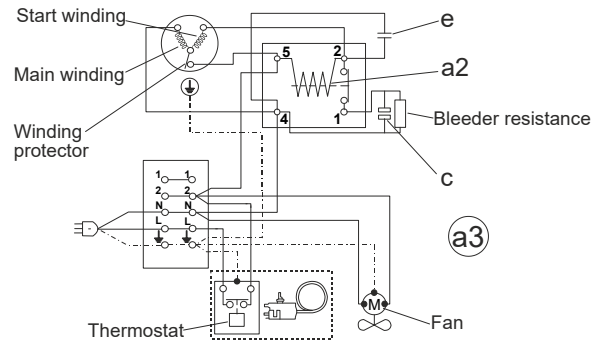 Start winding
e
5 2
a2
Main winding
Bleeder resistance
4 1
Winding
protector
c
1 1
2 2
N N
L L
a3
M
Fan
Thermostat